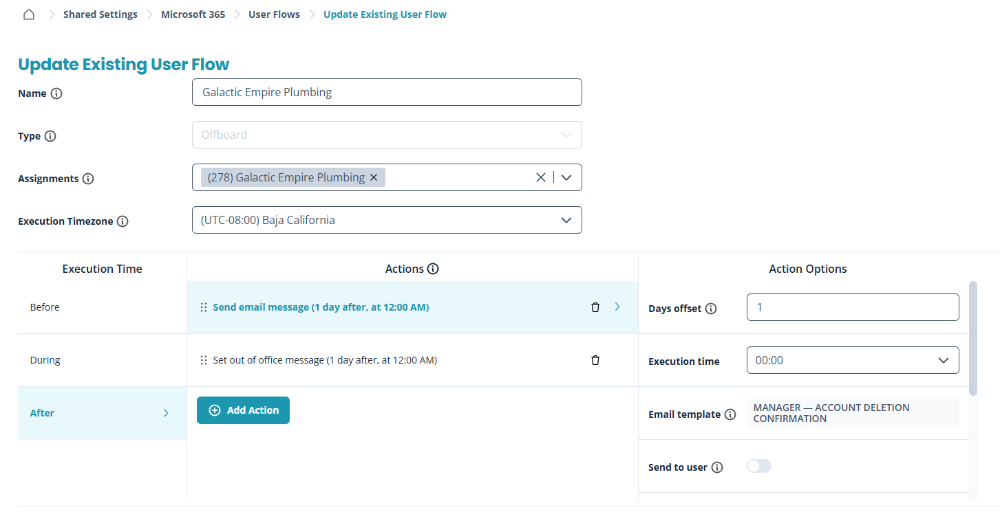 Shared Settings > Microsoft 365 > User Flows > Update Existing User Flow
Update Existing User Flow
Name
Galactic Empire Plumbing
Type
Offboard
Assignments
(278) Galactic Empire Plumbing
Execution Timezone
(UTC-08:00) Baja California
Execution Time
Actions
Action Options
Before
Send email message (1 day after, at 12:00 AM)
Days offset
1
During
Set out of office message (1 day after, at 12:00 AM)
Execution time
00:00
After
Add Action
Email template
MANAGER — ACCOUNT DELETION
CONFIRMATION
Send to user